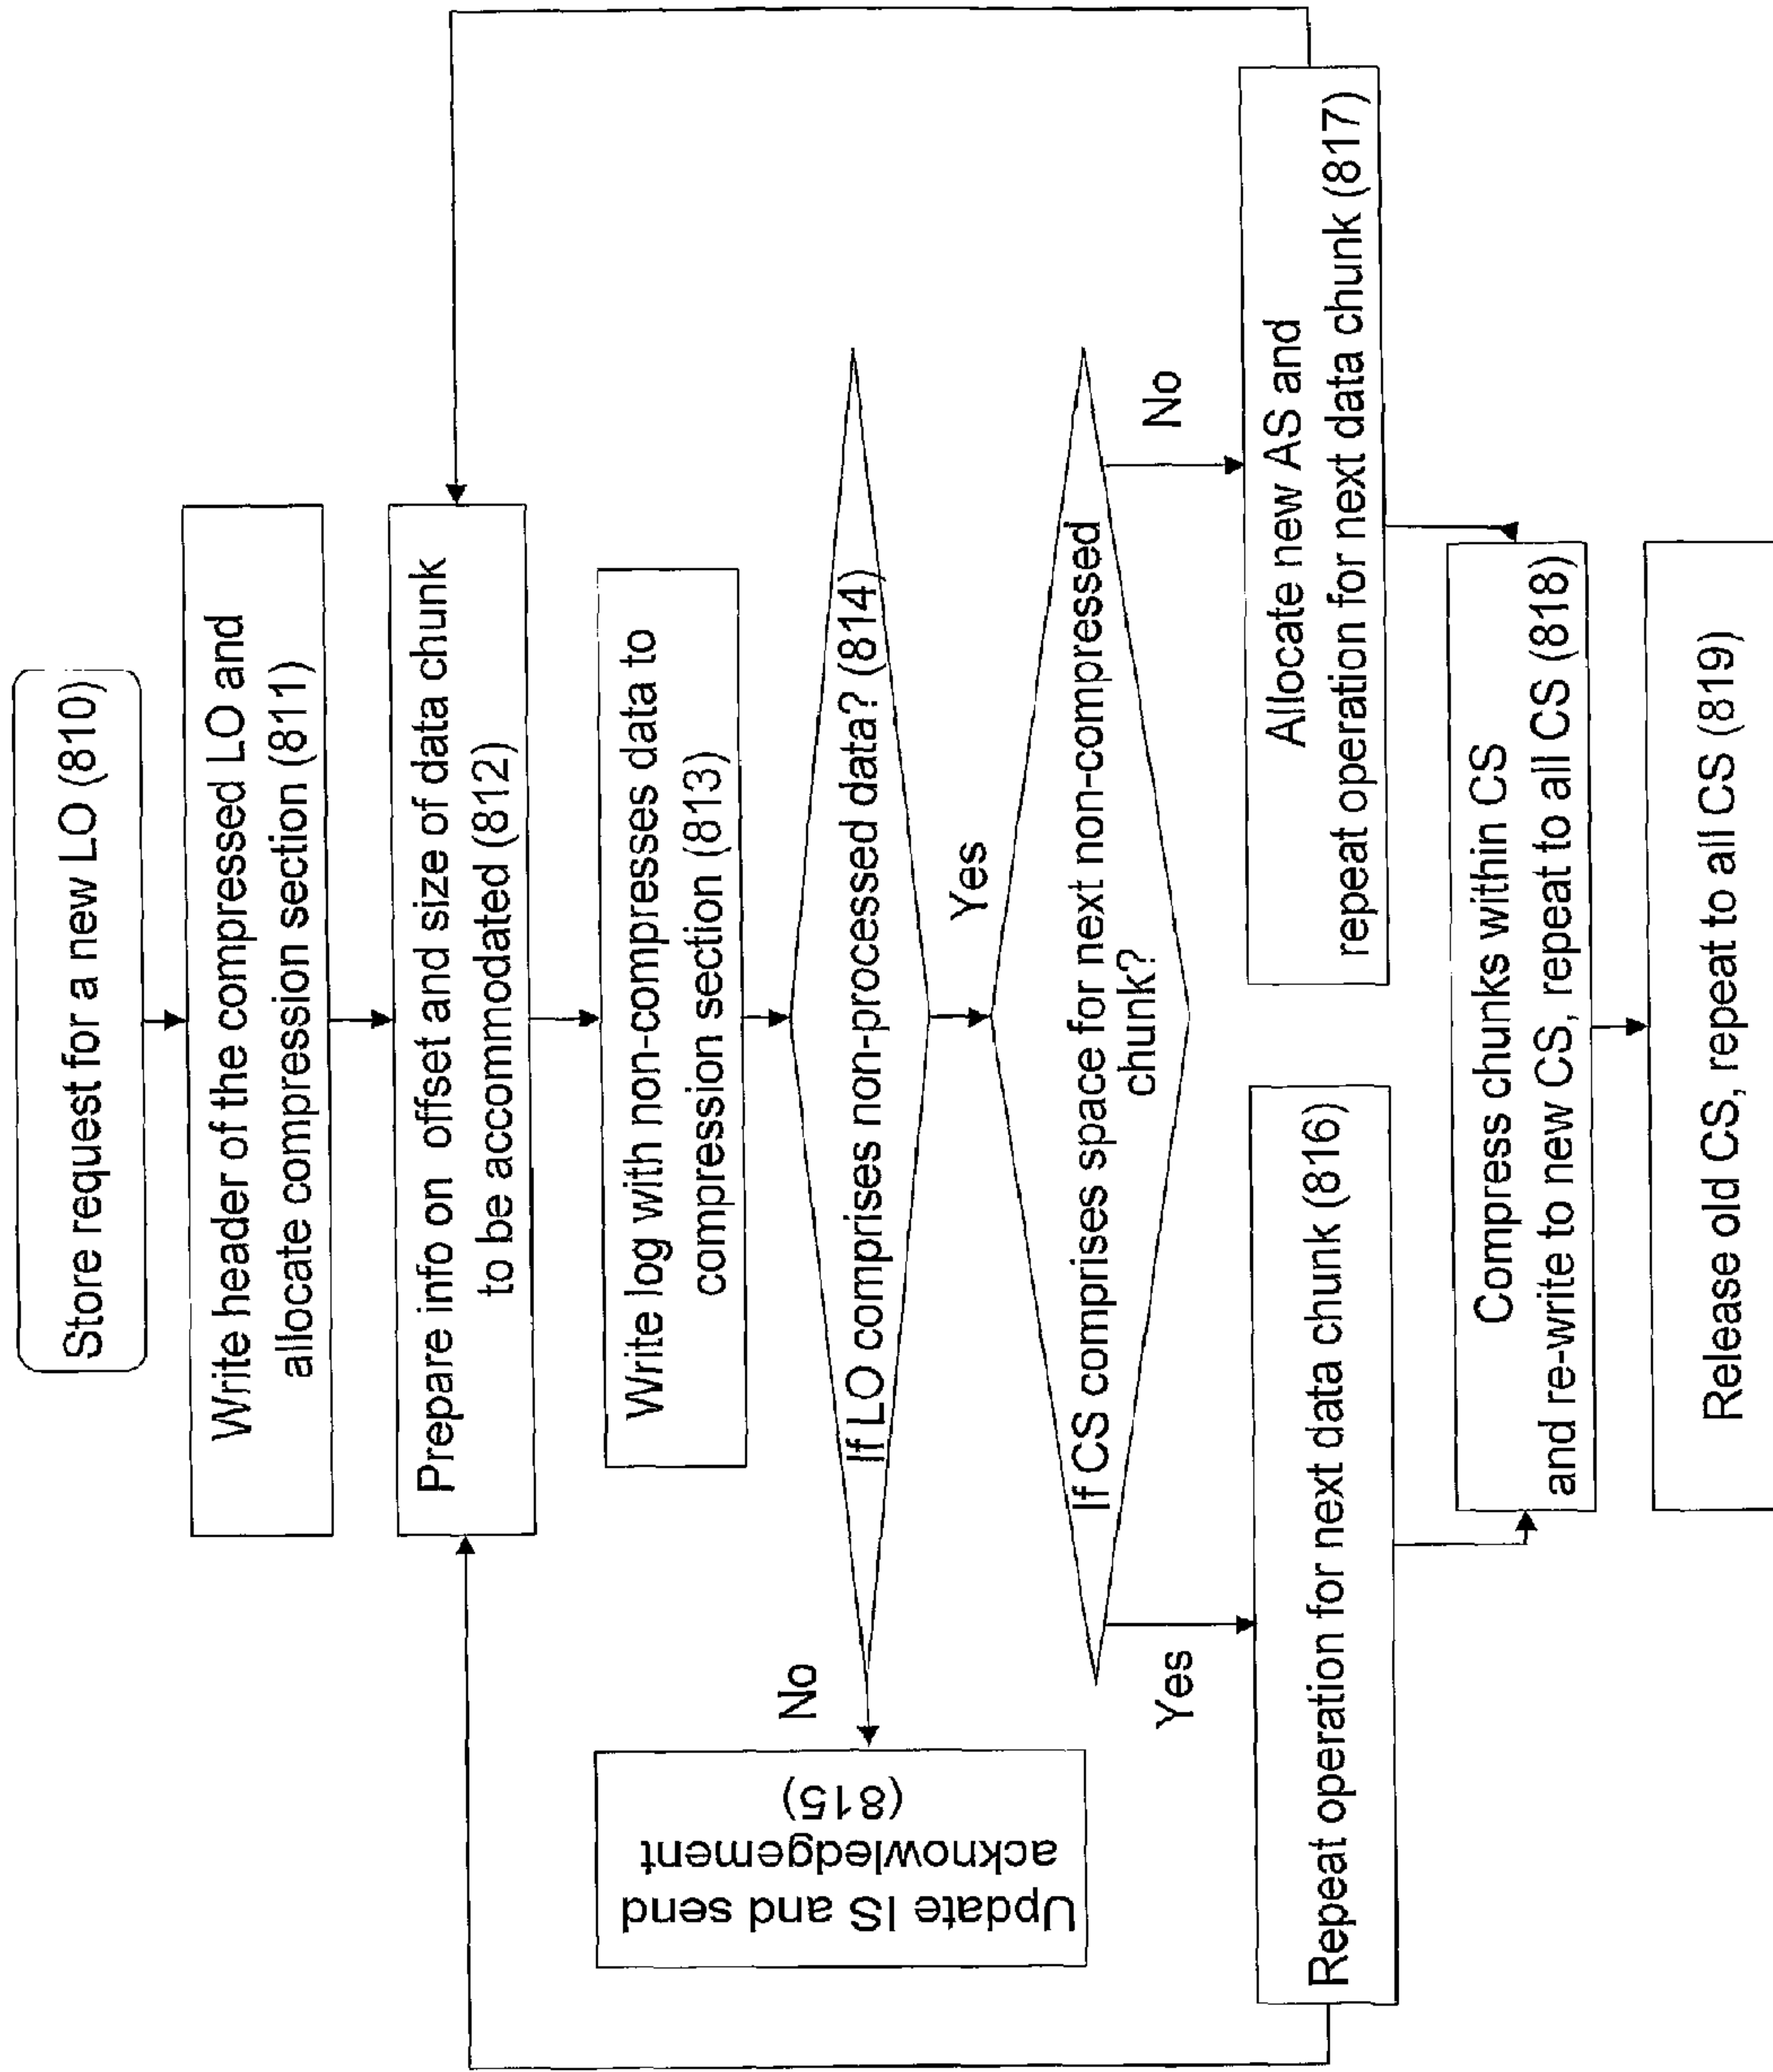 Store request for a new LO (810)
Write header of the compressed LO and
allocate compression section (811)
Prepare info on offset and size of data chunk
to be accomodated (812)
Write log with non-compresses data to
compression section (813)
If LO comprises non-processed data? (814)
No
Update IS and send
acknowledgement
(815)
Yes
If CS comprises space for next non-compressed
chunk?
Yes
No
Repeat operation for next data chunk (816)
Allocate new AS and
repeat operation for next data chunk (817)
Compress chunks within CS
and re-write to new CS, repeat to all CS (818)
Release old CS, repeat to all CS (819)